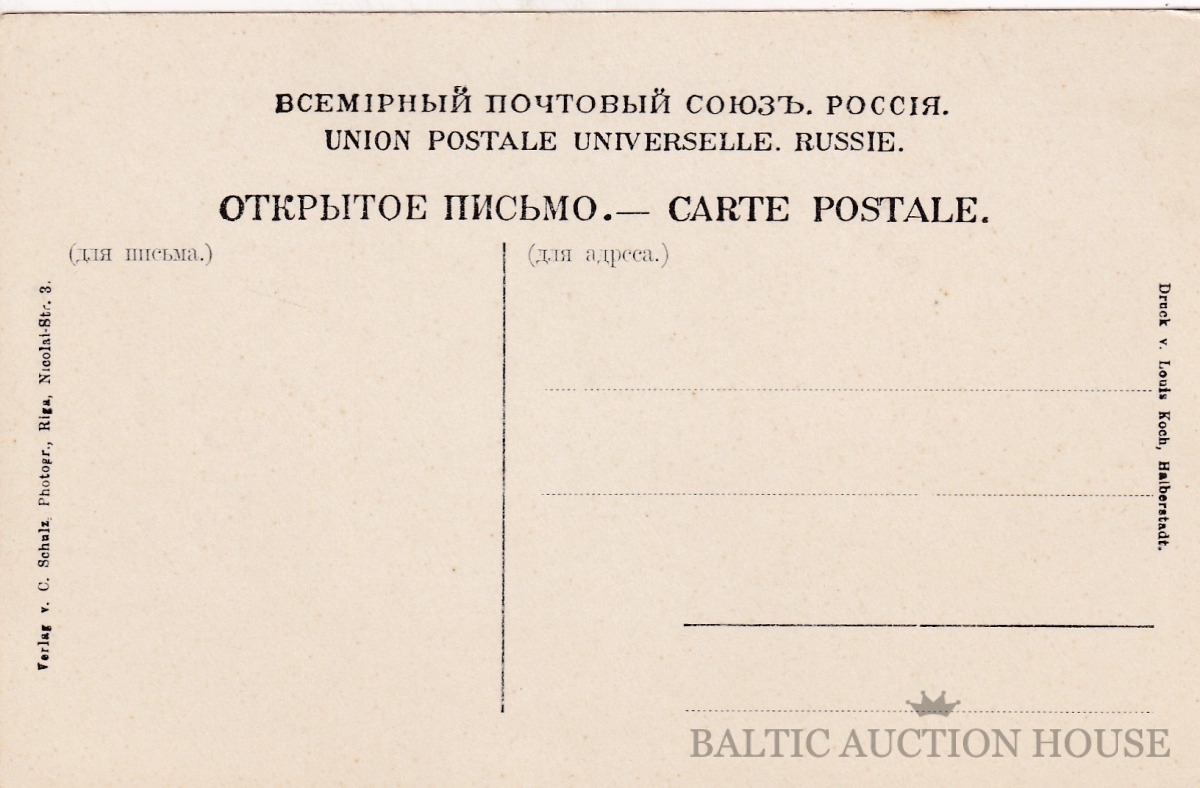 ВСЕМІРНЫЙ ПОЧТОВЫЙ СОЮЗЪ. РОССІЯ.
UNION POSTALE UNIVERSELLE. RUSSIE.
ОТКРЫТОЕ ПИСЬМО.— CARTE POSTALE.
(для письма.)
(для адреса.)
Verlag v. C. Schulz, Photogr., Riga, Nicolai-Str. 3.
Druck v. Louis Koch, Halberstadt.
BALTIC AUCTION HOUSE